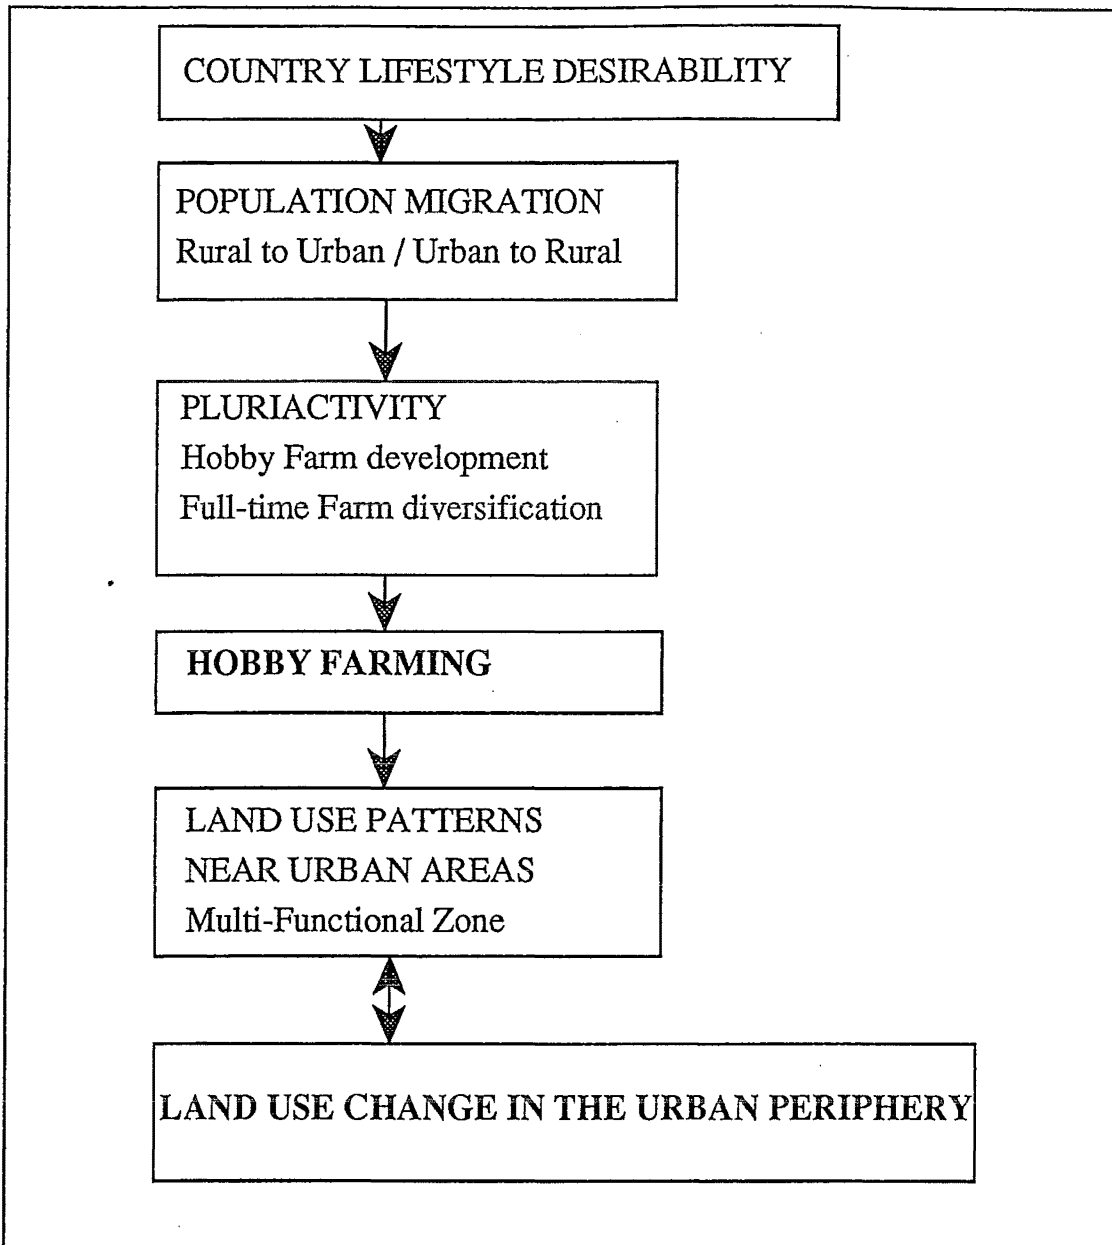 COUNTRY LIFESTYLE DESIRABILITY
POPULATION MIGRATION
Rural to Urban / Urban to Rural
PLURIACTIVITY
Hobby Farm development
Full-time Farm diversification
HOBBY FARMING
LAND USE PATTERNS
NEAR URBAN AREAS
Multi-Functional Zone
LAND USE CHANGE IN THE URBAN PERIPHERY